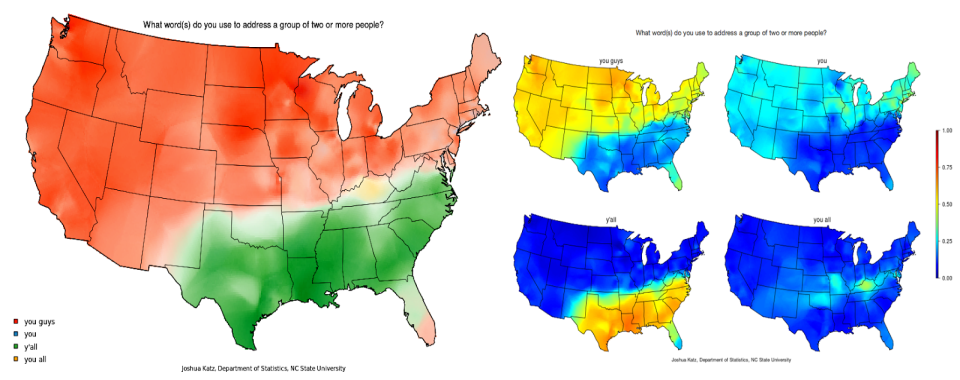 What word(s) do you use to address a group of two or more people?
you guys
you
y'all
you all
Joshua Katz, Department of Statistics, NC State University
What word(s) do you use to address a group of two or more people?
you guys
you
y'all
you all
1.00
0.75
0.50
0.25
0.00
Joshua Katz, Department of Statistics, NC State University